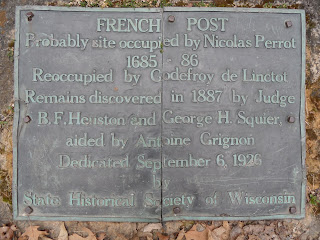 FRENCH POST
Probably site occupied by Nicolas Perrot
1685 - 86
Reoccupied by Godefroy de Linctot
Remains discovered in 1887 by Judge
B. F. Heuston and George H. Squier,
aided by Antoine Grignon
Dedicated September 6, 1926
by
State Historical Society of Wisconsin